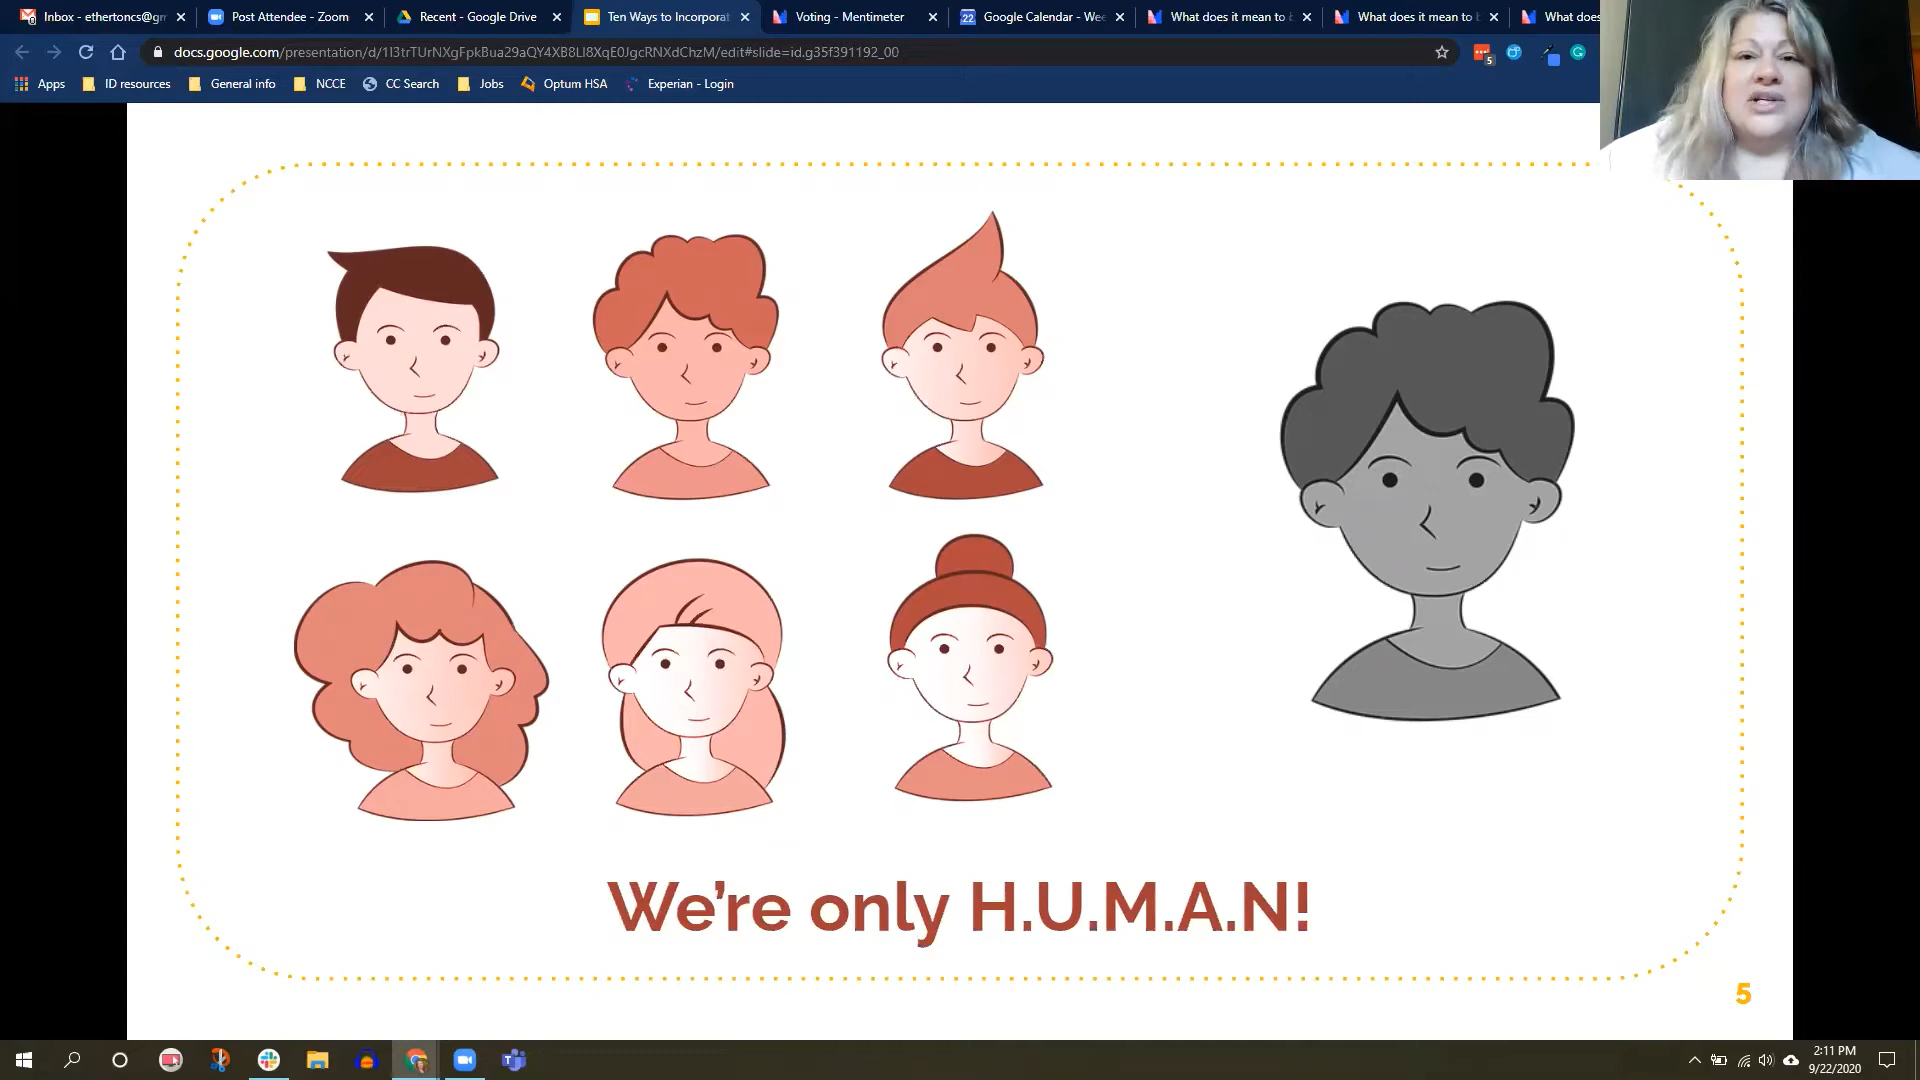 Inbox - ethertoncs@gm
Post Attendee - Zoom
Recent - Google Drive
Ten Ways to Incorporat
Voting - Mentimeter
Google Calendar - Wee
What does it mean to b
What does it mean to b
What does
docs.google.com/presentation/d/1I3trTUrNXgFpkBua29aQY4XB8LI8XqE0JgcRNXdChzM/edit#slide=id.g35f391192_00
5
Apps
ID resources
General info
NCCE
CC Search
Jobs
Optum HSA
Experian - Login
We're only H.U.M.A.N!
5
2:11 PM
9/22/2020